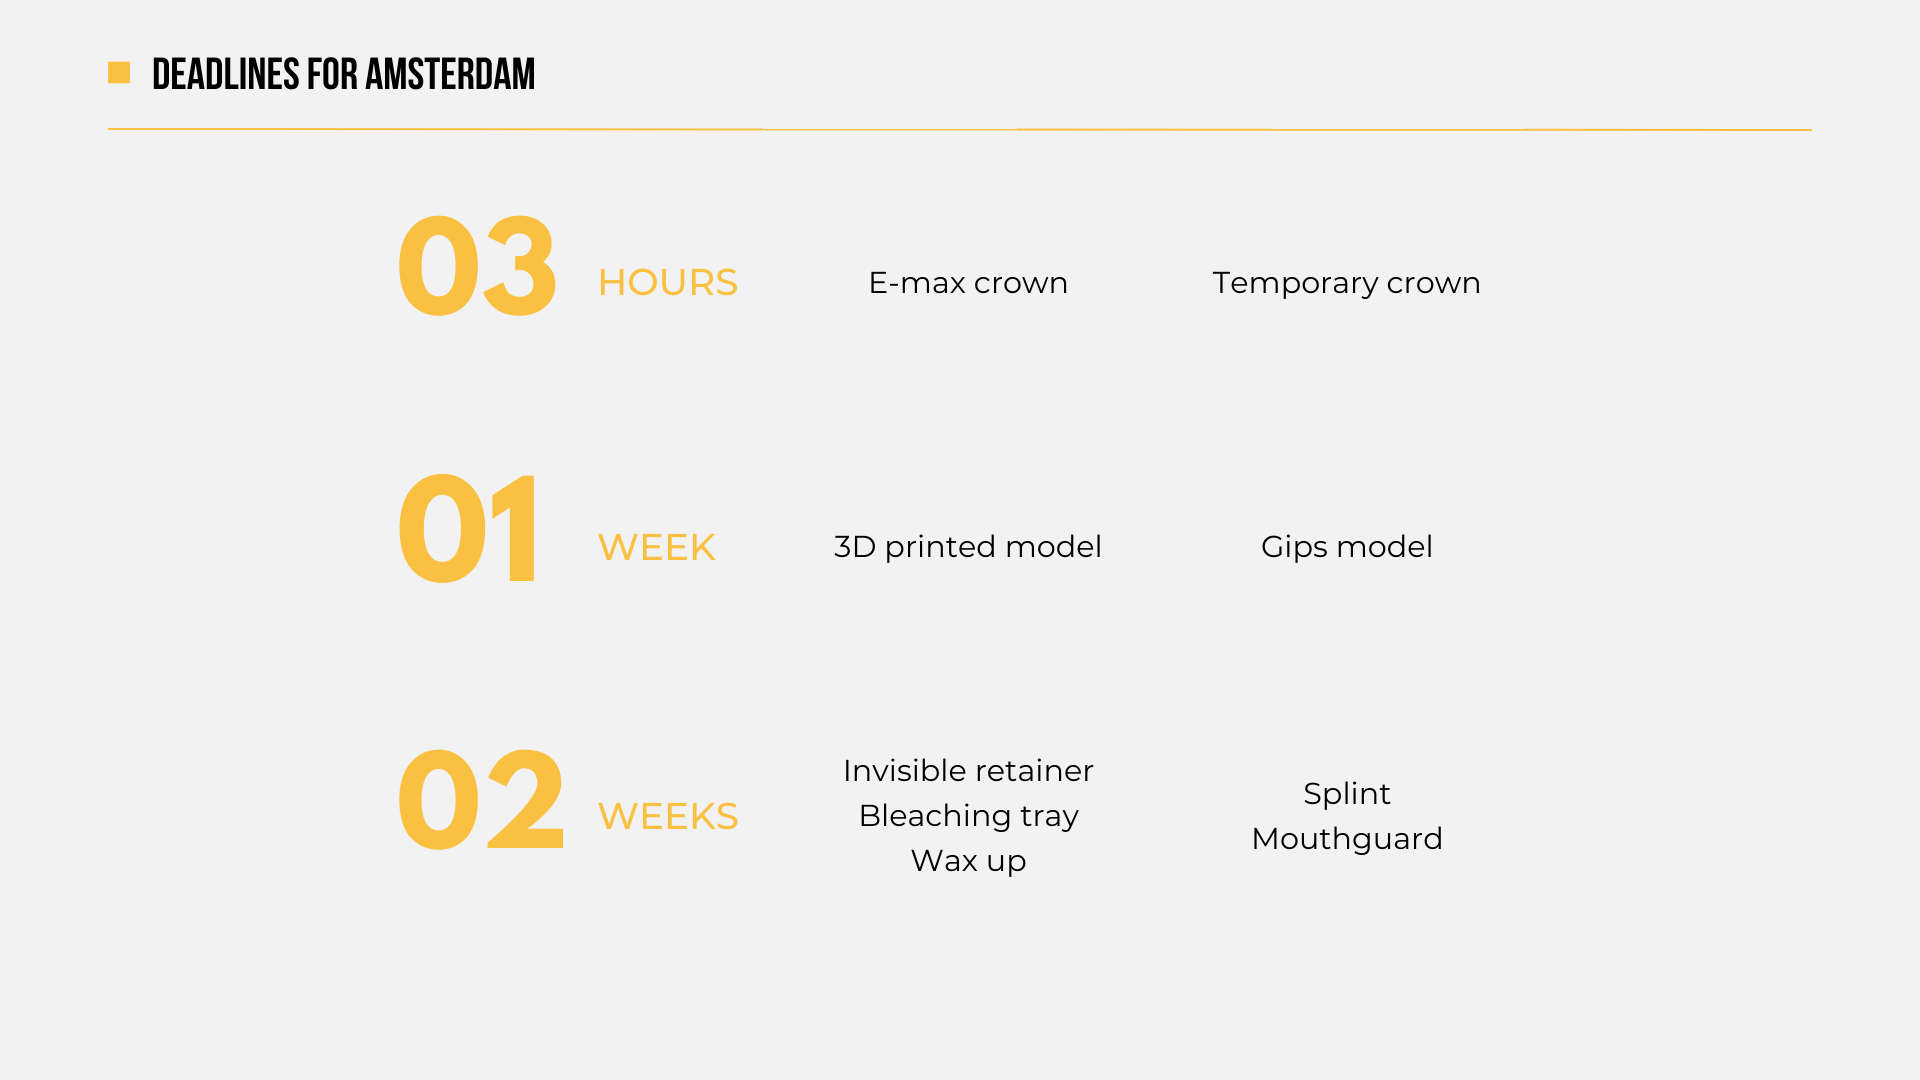 DEADLINES FOR AMSTERDAM
03 HOURS E-max crown Temporary crown
01 WEEK 3D printed model Gips model
02 WEEKS
Invisible retainer
Bleaching tray
Wax up
Splint
Mouthguard